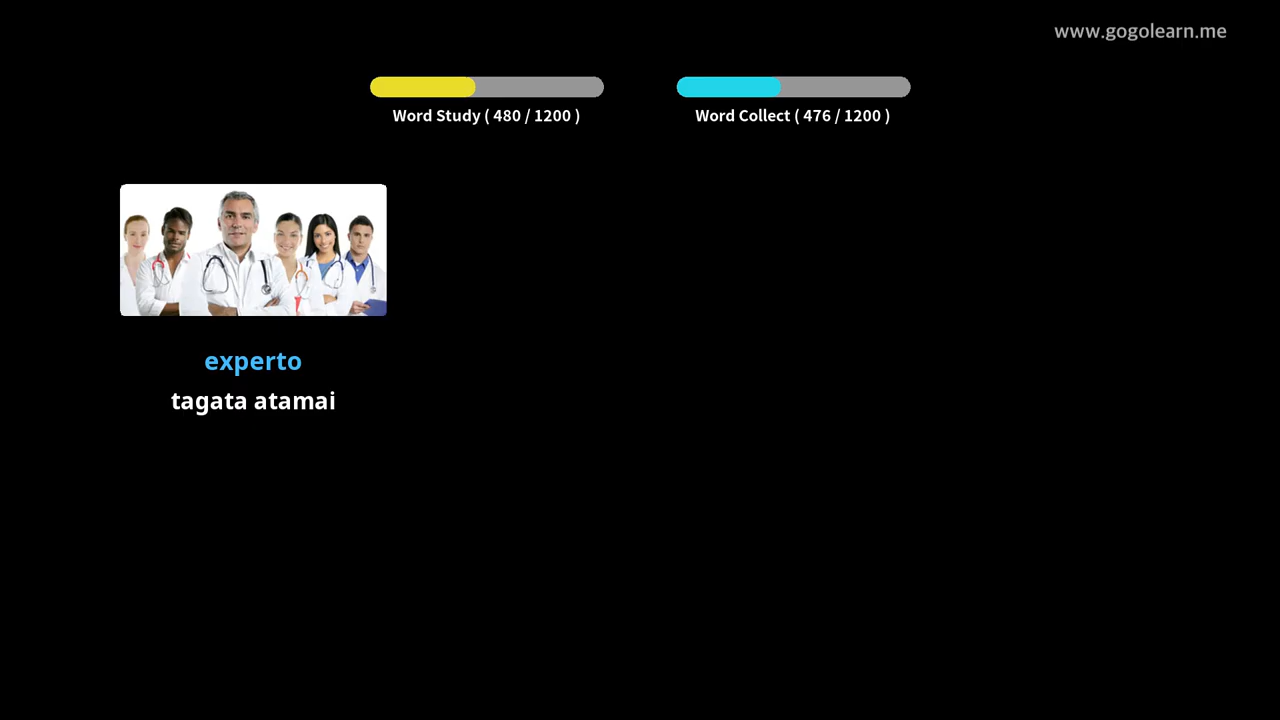 www.gogolearn.me
Word Study ( 480 / 1200 )
Word Collect ( 476 / 1200 )
experto
tagata atamai